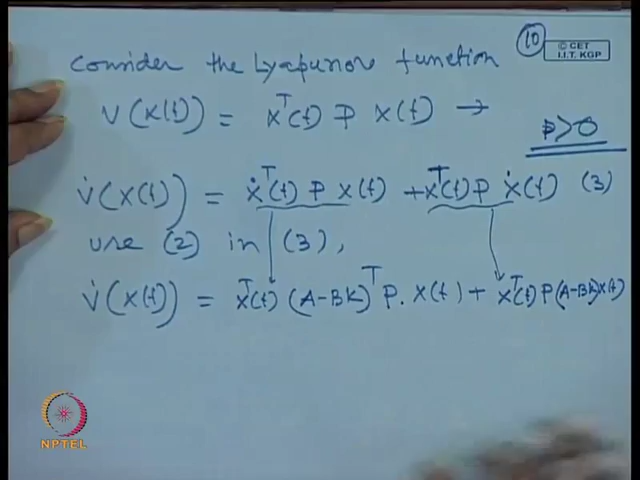 10
© CET
I.I.T. KGP
Consider the Lyapunov function
V(x(t)) = xᵀ(t) P x(t) →
P>0
V̇(x(t)) = ẋᵀ(t) P x(t) + xᵀ(t) P ẋ(t) (3)
use (2) in (3),
V̇(x(t)) = xᵀ(t) (A-BK)ᵀ P. x(t) + xᵀ(t) P(A-BK)x(t)
NPTEL